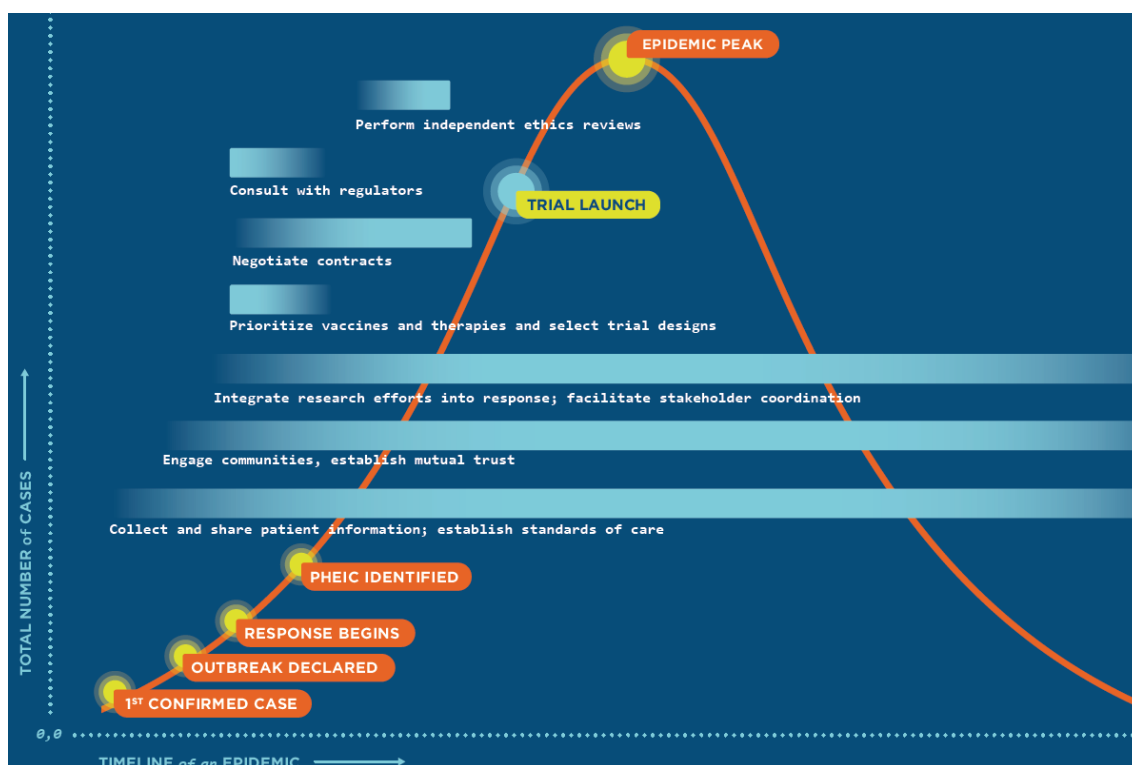 EPIDEMIC PEAK
Perform independent ethics reviews
Consult with regulators
TRIAL LAUNCH
Negotiate contracts
Prioritize vaccines and therapies and select trial designs
Integrate research efforts into response; facilitate stakeholder coordination
Engage communities, establish mutual trust
Collect and share patient information; establish standards of care
PHEIC IDENTIFIED
RESPONSE BEGINS
OUTBREAK DECLARED
1ST CONFIRMED CASE
TOTAL NUMBER of CASES
0,0
TIMELINE of an EPIDEMIC